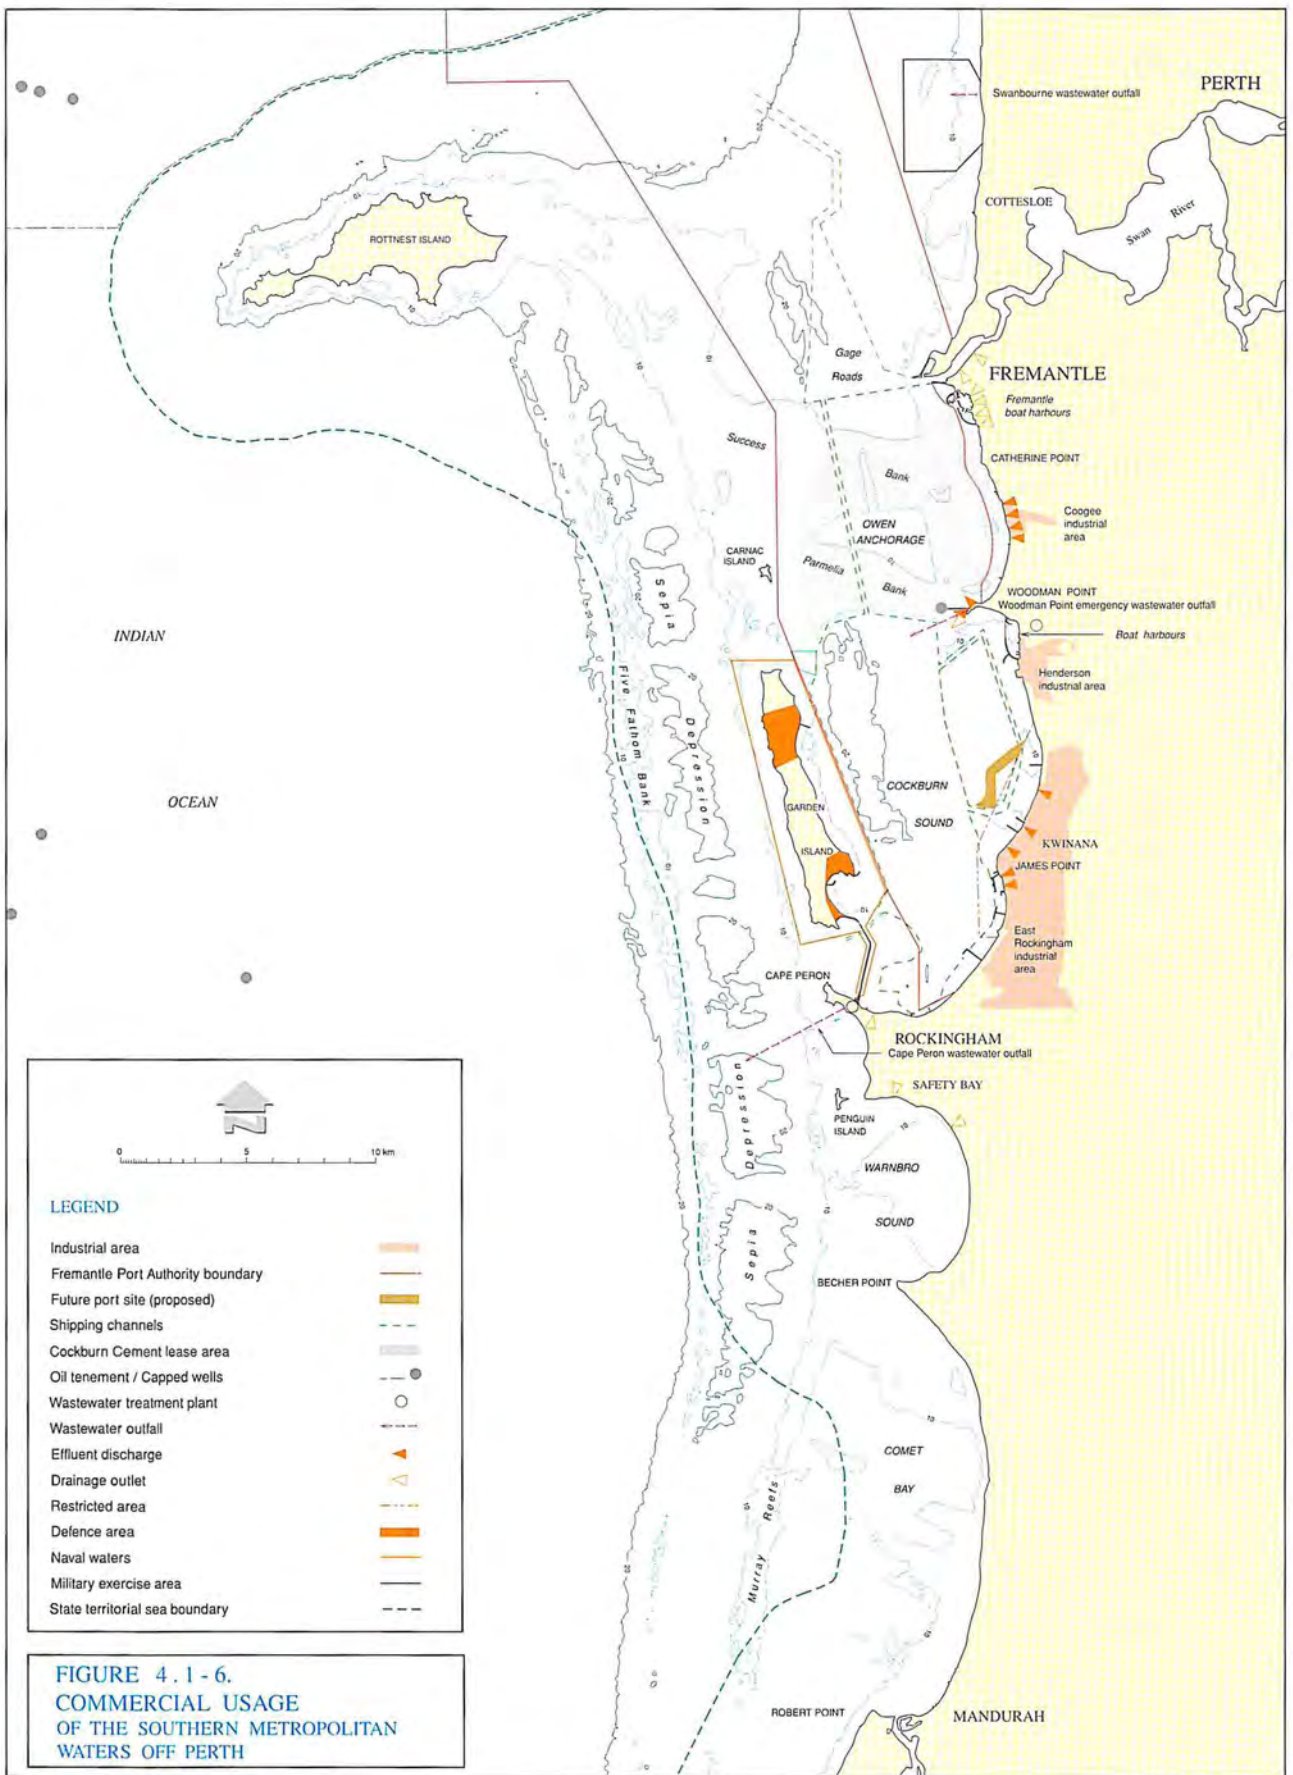 PERTH
Swanbourne wastewater outfall
COTTESLOE
Swan River
ROTTNEST ISLAND
Gage
Roads
FREMANTLE
Fremantle
boat harbours
Success
Bank
CATHERINE POINT
Coogee
industrial
area
OWEN
ANCHORAGE
CARNAC
ISLAND
Parmelia
Bank
WOODMAN POINT
Woodman Point emergency wastewater outfall
Boat harbours
Henderson
industrial area
INDIAN
OCEAN
Sepia
Depression
Five Fathom Bank
GARDEN
ISLAND
COCKBURN
SOUND
KWINANA
JAMES POINT
East
Rockingham
industrial
area
CAPE PERON
ROCKINGHAM
Cape Peron wastewater outfall
SAFETY BAY
PENGUIN
ISLAND
Depression
Sepia
WARNBRO
SOUND
BECHER POINT
COMET
BAY
Murray Reefs
ROBERT POINT
MANDURAH
N
0 5 10 km
LEGEND
Industrial area
Fremantle Port Authority boundary
Future port site (proposed)
Shipping channels
Cockburn Cement lease area
Oil tenement / Capped wells
Wastewater treatment plant
Wastewater outfall
Effluent discharge
Drainage outlet
Restricted area
Defence area
Naval waters
Military exercise area
State territorial sea boundary
FIGURE 4.1-6.
COMMERCIAL USAGE
OF THE SOUTHERN METROPOLITAN
WATERS OFF PERTH